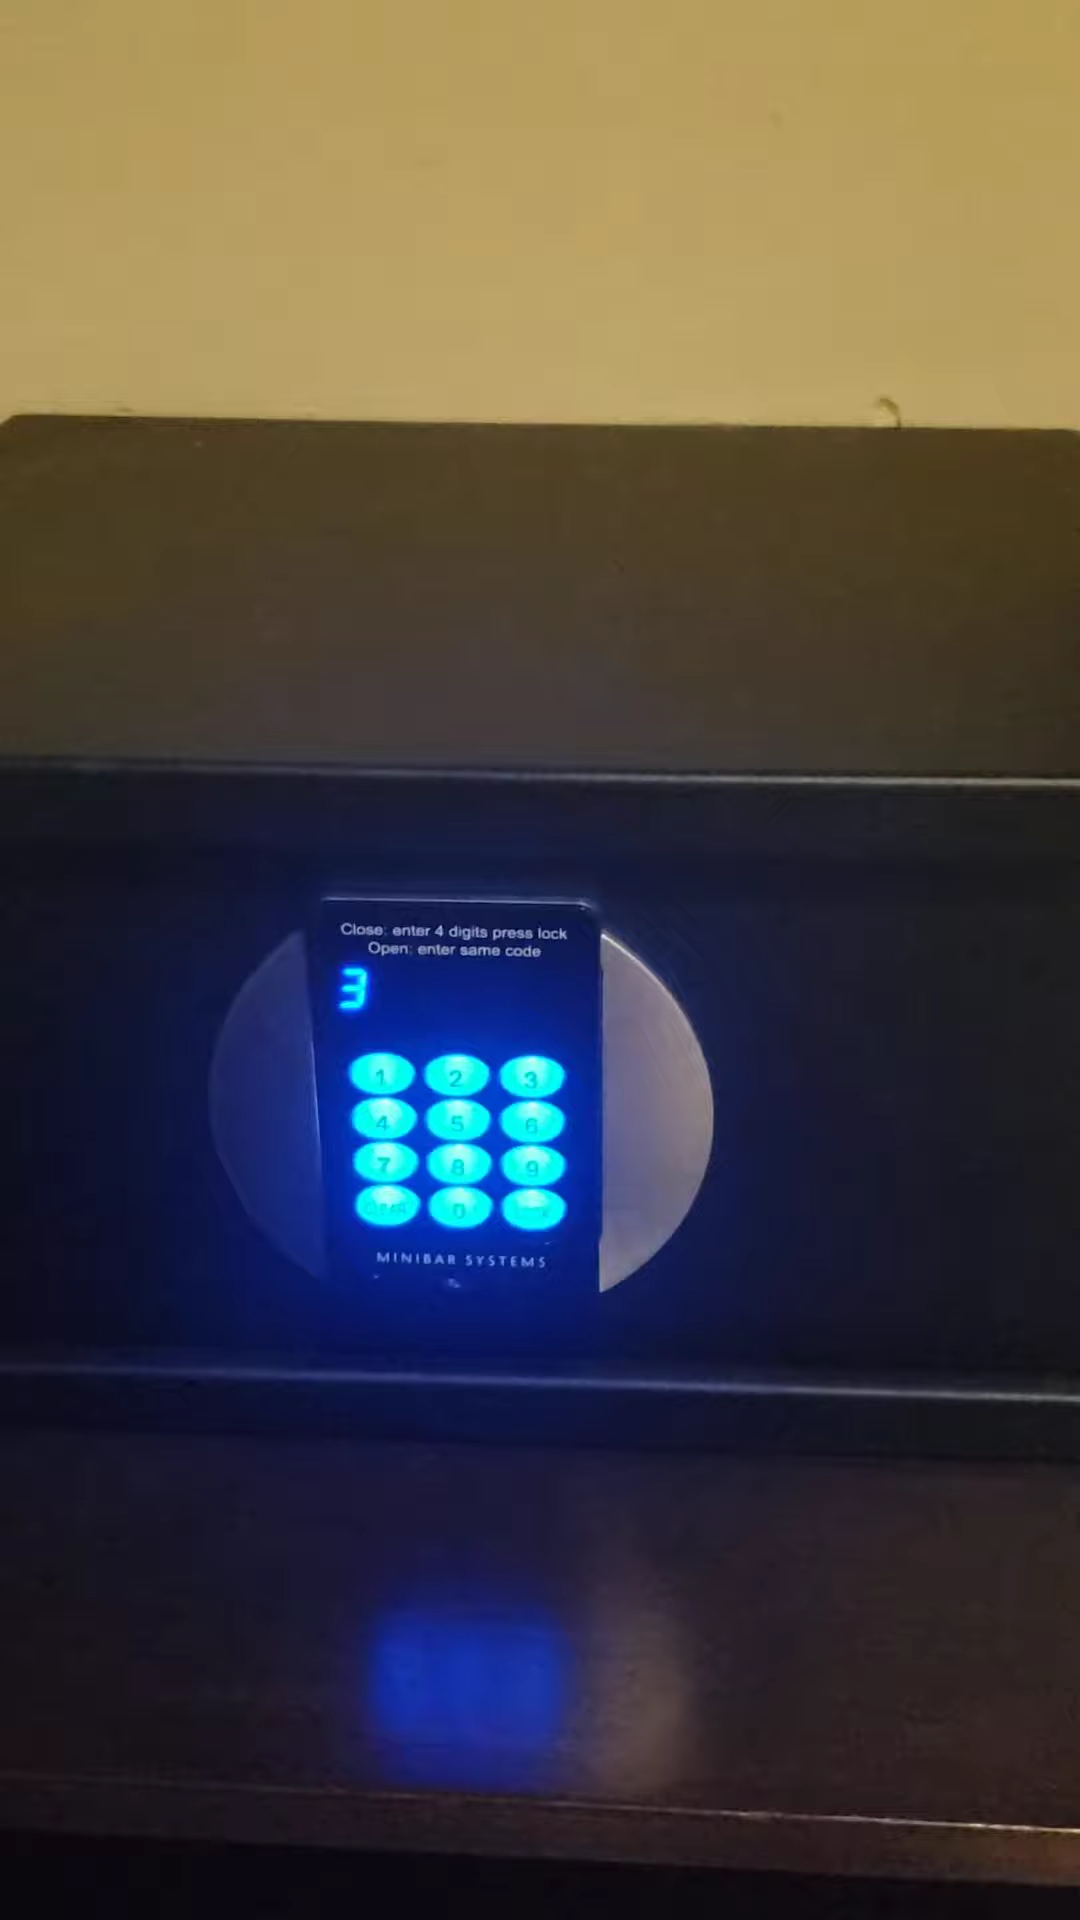 Close: enter 4 digits press lock
Open: enter same code
3
1 2 3
4 5 6
7 8 9
CLEAR 0
MINIBAR SYSTEMS